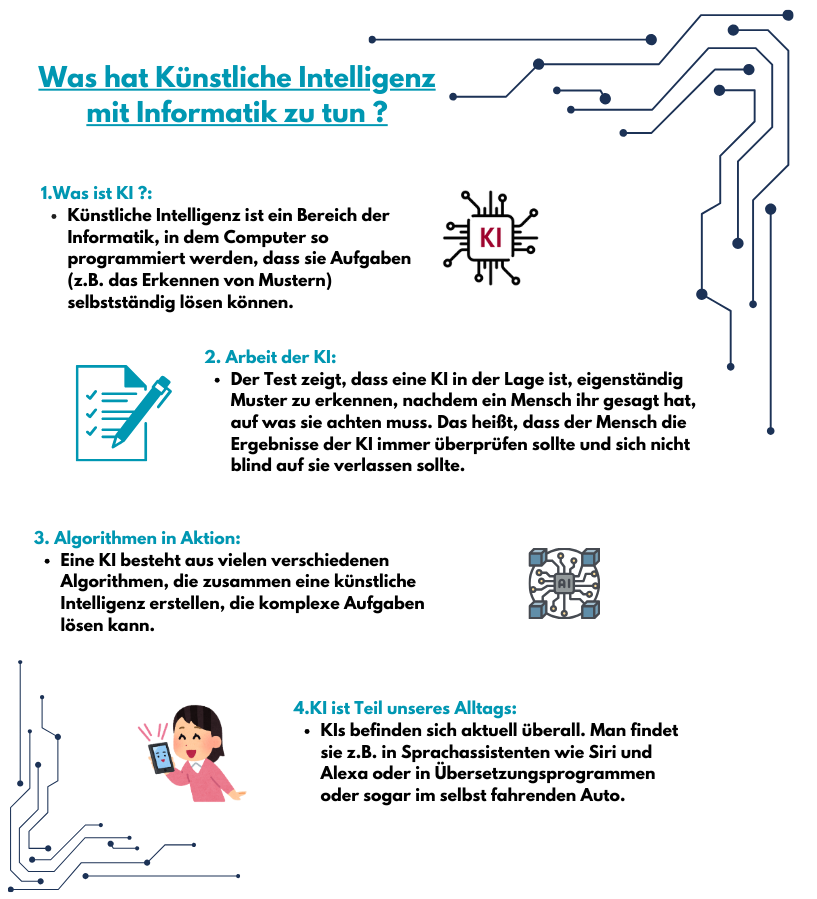 Was hat Künstliche Intelligenz
mit Informatik zu tun ?
1.Was ist KI ?:
• Künstliche Intelligenz ist ein Bereich der
Informatik, in dem Computer so
programmiert werden, dass sie Aufgaben
(z.B. das Erkennen von Mustern)
selbstständig lösen können.
KI
2. Arbeit der KI:
• Der Test zeigt, dass eine KI in der Lage ist, eigenständig
Muster zu erkennen, nachdem ein Mensch ihr gesagt hat,
auf was sie achten muss. Das heißt, dass der Mensch die
Ergebnisse der KI immer überprüfen sollte und sich nicht
blind auf sie verlassen sollte.
3. Algorithmen in Aktion:
• Eine KI besteht aus vielen verschiedenen
Algorithmen, die zusammen eine künstliche
Intelligenz erstellen, die komplexe Aufgaben
lösen kann.
AI
4.KI ist Teil unseres Alltags:
• KIs befinden sich aktuell überall. Man findet
sie z.B. in Sprachassistenten wie Siri und
Alexa oder in Übersetzungsprogrammen
oder sogar im selbst fahrenden Auto.